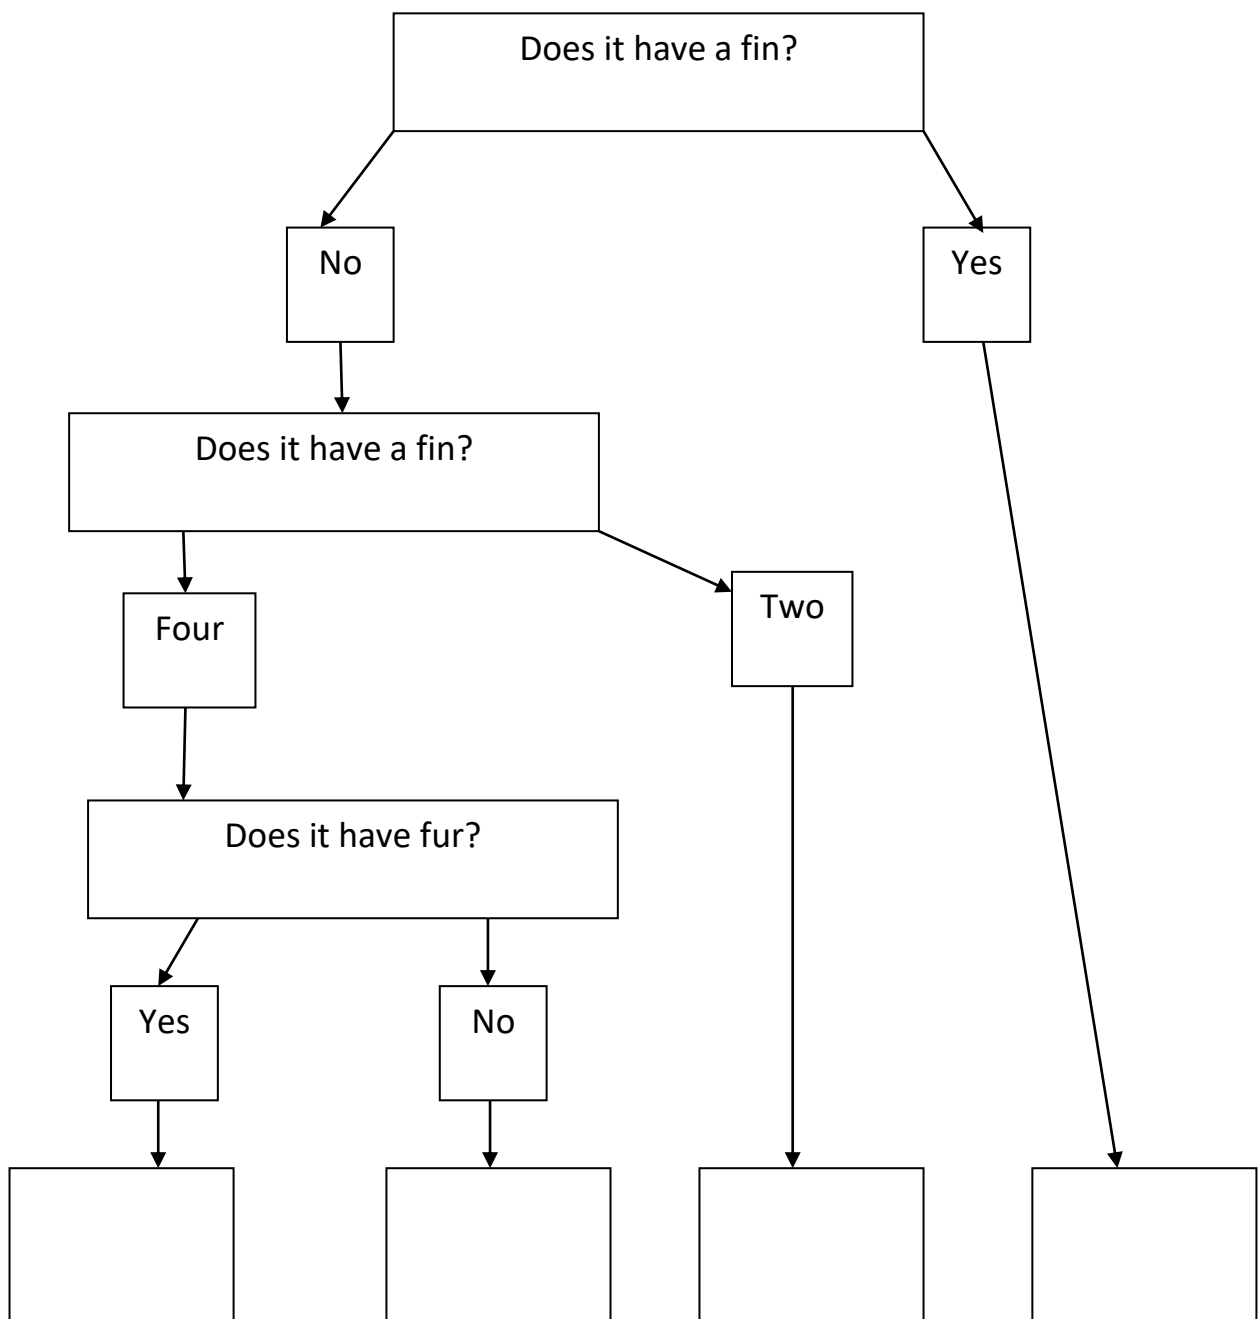 Does it have a fin?
No
Yes
Does it have a fin?
Four
Two
Does it have fur?
Yes
No